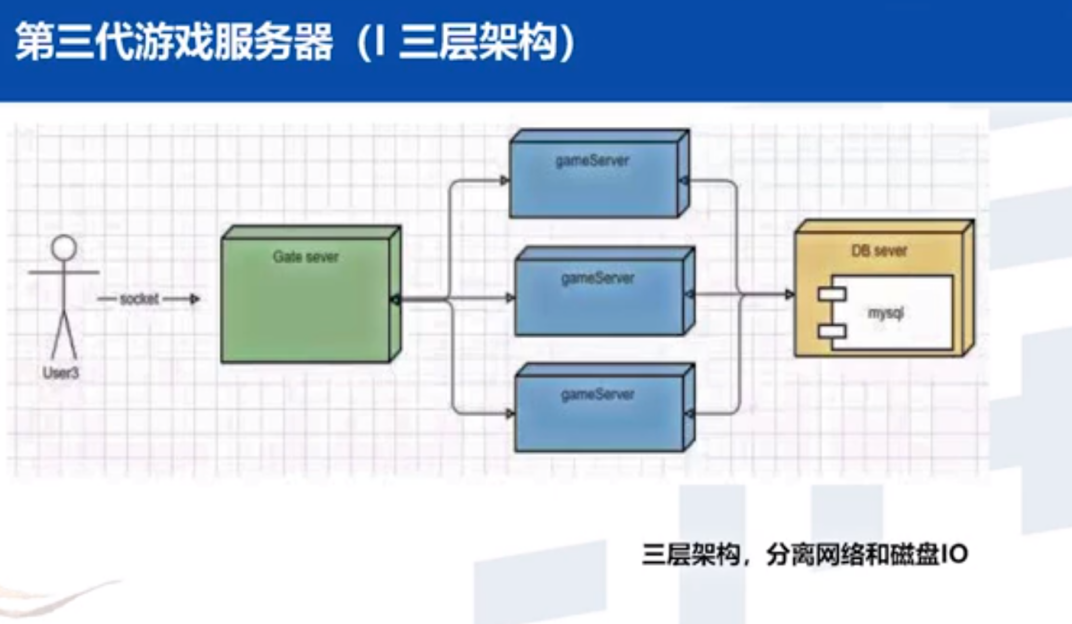 第三代游戏服务器（I 三层架构）
gameServer
Gate sever
gameServer
DB sever
mysql
socket
User3
gameServer
三层架构，分离网络和磁盘IO